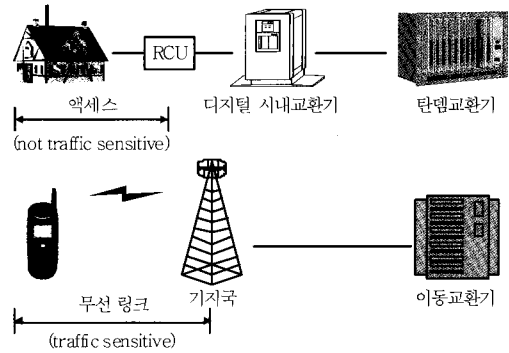 RCU
액세스 디지털 시내교환기 탄뎀교환기
(not traffic sensitive)
무선 링크 기지국 이동교환기
(traffic sensitive)